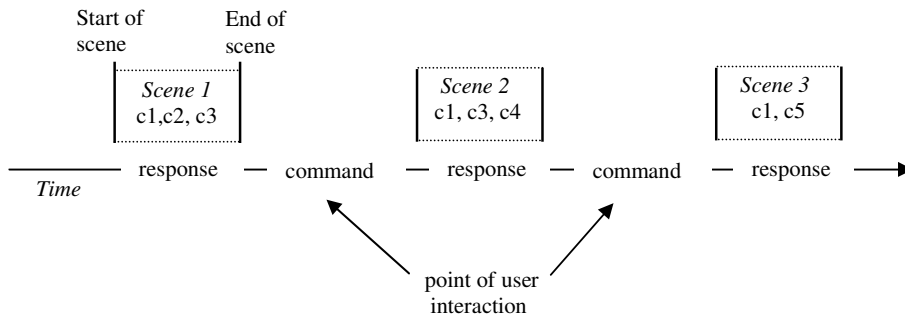 Start of
scene
End of
scene
Scene 1
c1,c2, c3
Scene 2
c1, c3, c4
Scene 3
c1, c5
response
command
response
command
response
Time
point of user
interaction